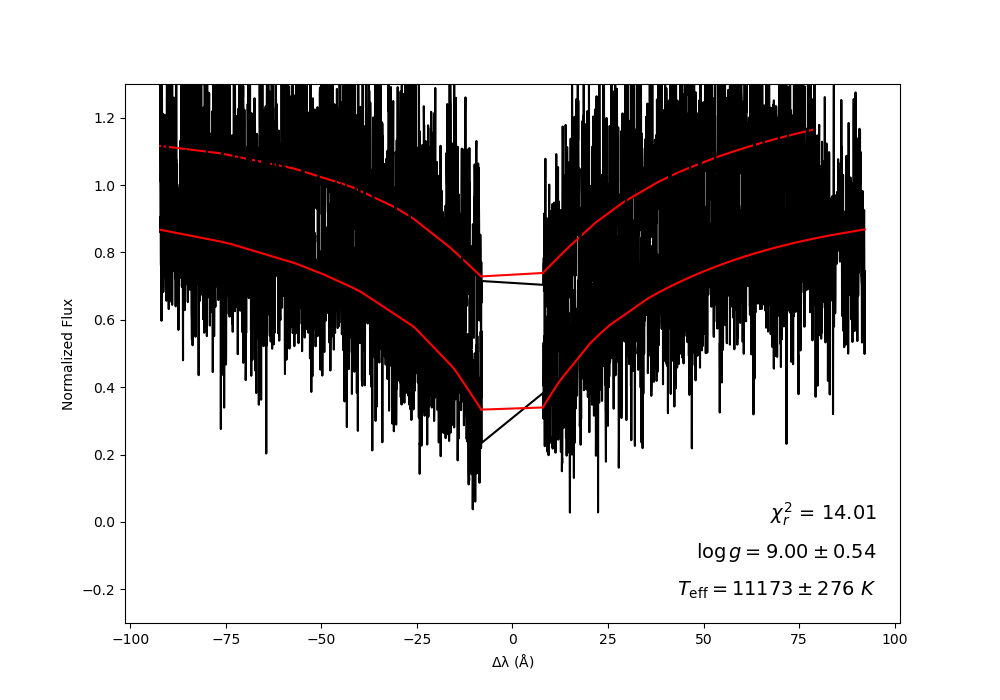 1.2
1.0
0.8
0.6
0.4
0.2
0.0
−0.2
Normalized Flux
χ²ᵣ = 14.01
log g = 9.00 ± 0.54
T_eff = 11173 ± 276 K
−100 −75 −50 −25 0 25 50 75 100
Δλ (Å)